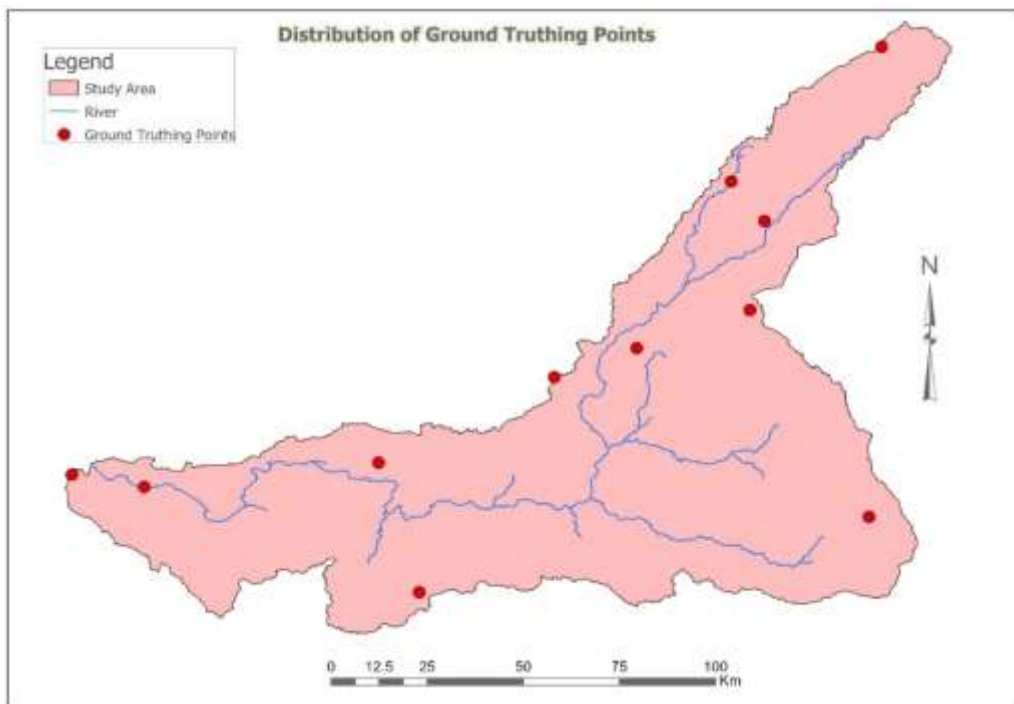 Distribution of Ground Truthing Points
Legend
Study Area
River
Ground Truthing Points
N
0 12.5 25 50 75 100
Km